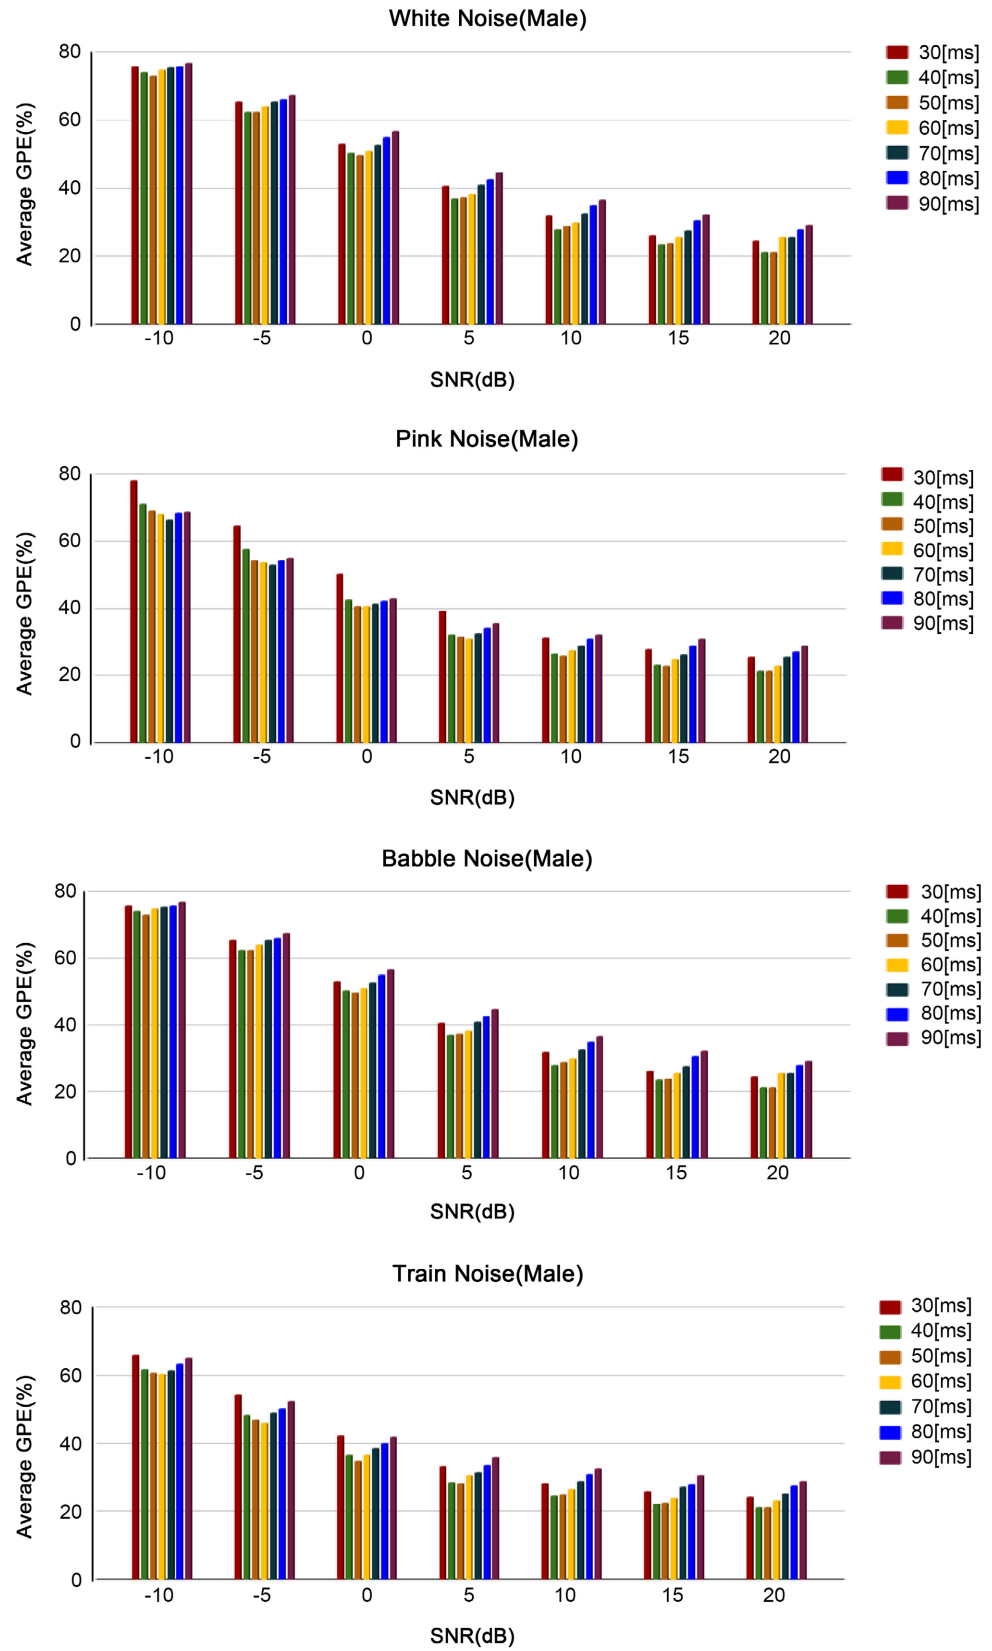 White Noise(Male)
80
60
40
20
0
Average GPE(%)
-10 -5 0 5 10 15 20
SNR(dB)
30[ms]
40[ms]
50[ms]
60[ms]
70[ms]
80[ms]
90[ms]
Pink Noise(Male)
80
60
40
20
0
Average GPE(%)
-10 -5 0 5 10 15 20
SNR(dB)
30[ms]
40[ms]
50[ms]
60[ms]
70[ms]
80[ms]
90[ms]
Babble Noise(Male)
80
60
40
20
0
Average GPE(%)
-10 -5 0 5 10 15 20
SNR(dB)
30[ms]
40[ms]
50[ms]
60[ms]
70[ms]
80[ms]
90[ms]
Train Noise(Male)
80
60
40
20
0
Average GPE(%)
-10 -5 0 5 10 15 20
SNR(dB)
30[ms]
40[ms]
50[ms]
60[ms]
70[ms]
80[ms]
90[ms]